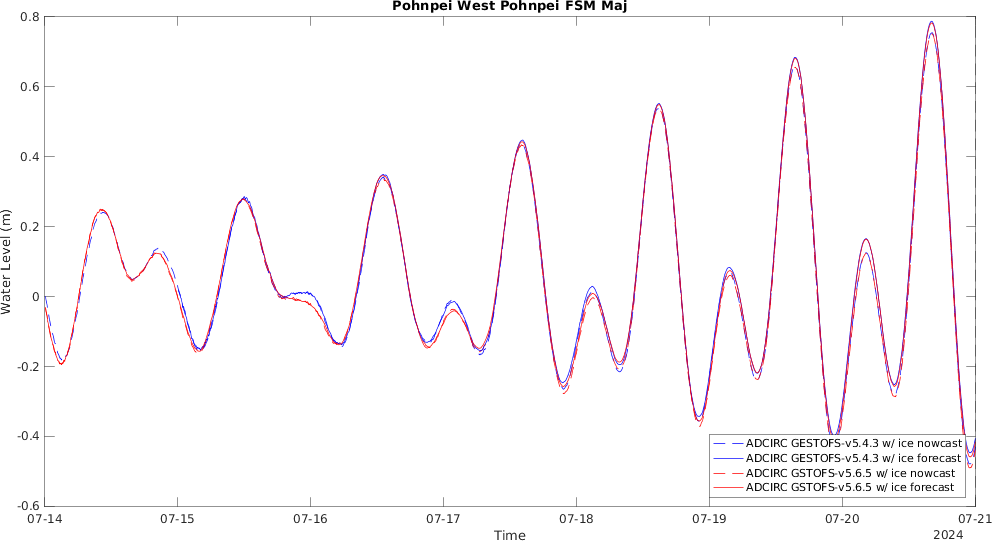 Pohnpei West Pohnpei FSM Maj
Water Level (m)
0.8
0.6
0.4
0.2
0
-0.2
-0.4
-0.6
ADCIRC GESTOFS-v5.4.3 w/ ice nowcast
ADCIRC GESTOFS-v5.4.3 w/ ice forecast
ADCIRC GSTOFS-v5.6.5 w/ ice nowcast
ADCIRC GSTOFS-v5.6.5 w/ ice forecast
07-14 07-15 07-16 07-17 07-18 07-19 07-20 07-21
Time
2024